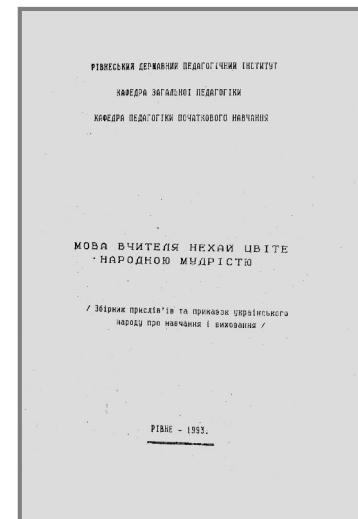 РІВНЕСЬКИЙ ДЕРЖАВНИЙ ПЕДАГОГІЧНИЙ ІНСТИТУТ
КАФЕДРА ЗАГАЛЬНОЇ ПЕДАГОГІКИ
КАФЕДРА ПЕДАГОГІКИ ПОЧАТКОВОГО НАВЧАННЯ
МОВА ВЧИТЕЛЯ НЕХАЙ ЦВІТЕ
НАРОДНОЮ МУДРІСТЮ
/ Збірник прислів'їв та приказок українського
народу про навчання і виховання /
РІВНЕ - 1993.